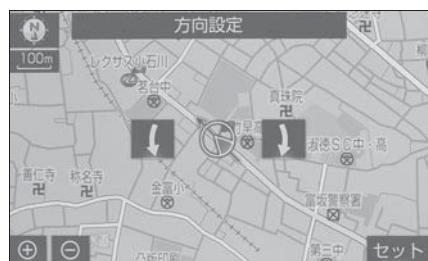 方向設定
N
100m
レクサス小石川
茗台中
真珠院
淑徳SC中・高
善仁寺
称名寺
金富小
富坂警察署
第三中
セット